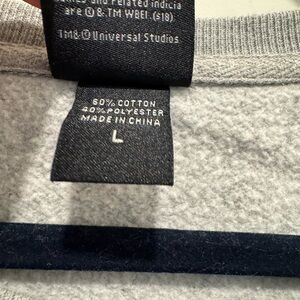 and related indicia
are © & TM WBEI. (s18)
TM& © Universal Studios
60% COTTON
40% POLYESTER
MADE IN CHINA
L